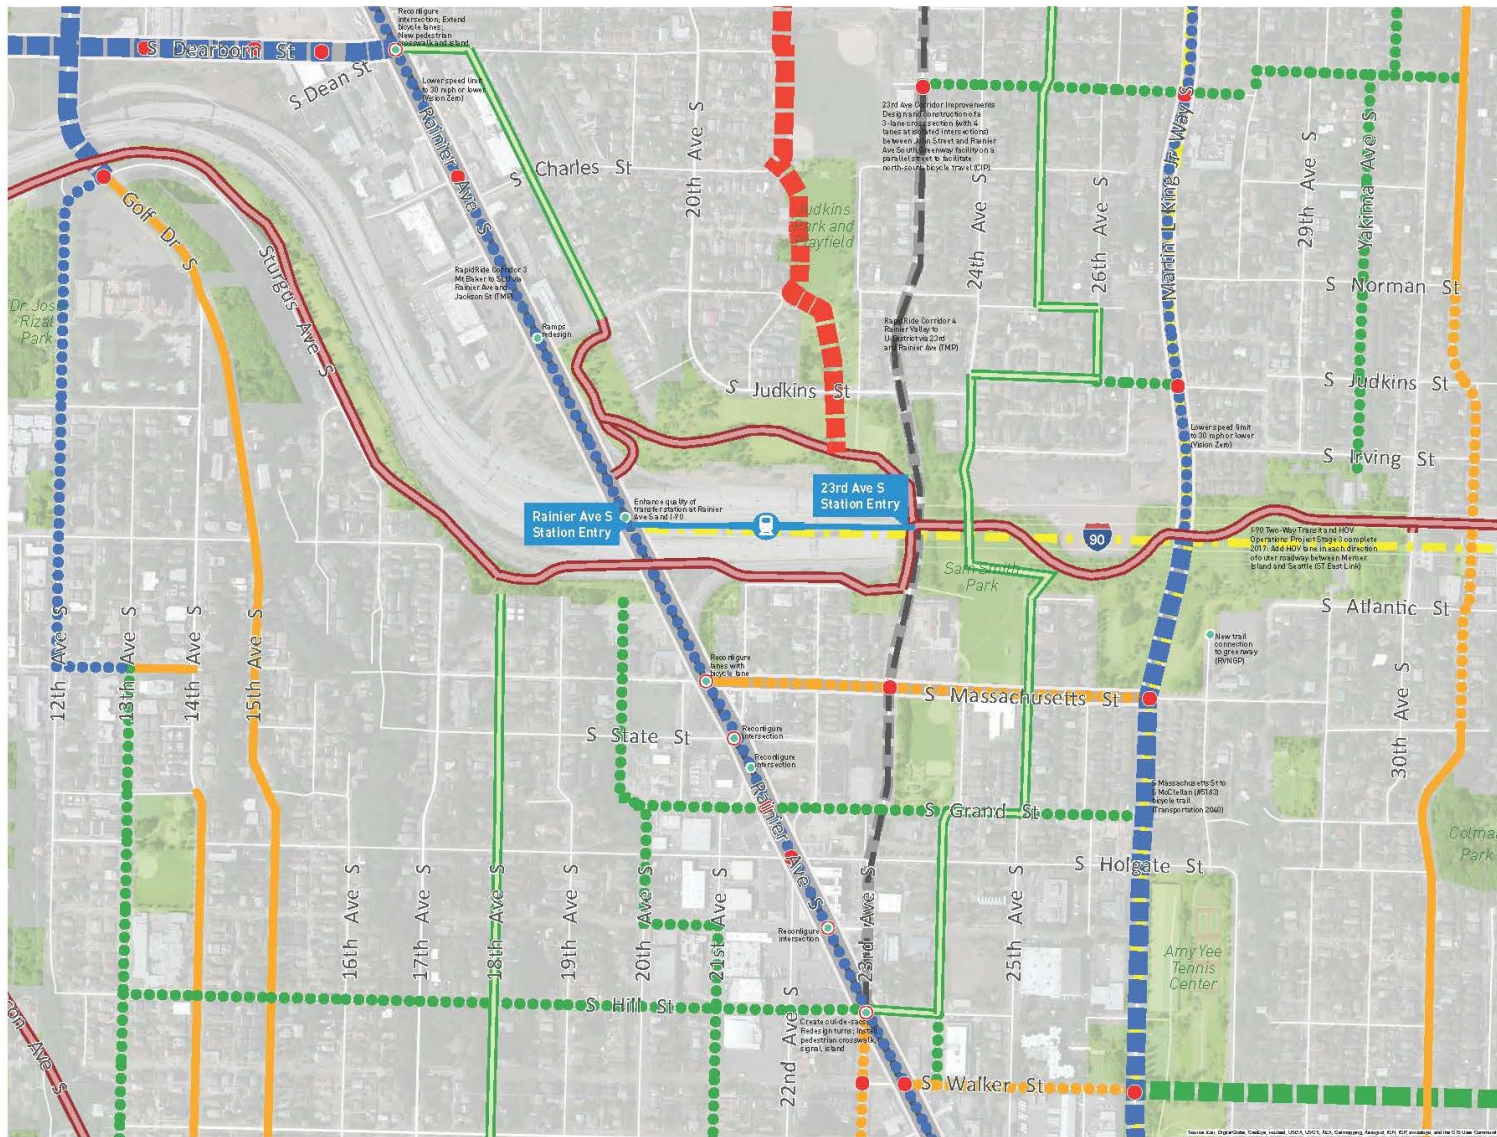 Reconfigure
intersection; Extend
bicycle lanes;
New pedestrian
crosswalk and island
S Dearborn St
S Dean St
Lower speed limit
to 30 mph or lower
(Vision Zero)
Rainier Ave S
S Charles St
20th Ave S
23rd Ave Corridor Improvements
Design and construction of a
3-lane cross section (with 4
lanes at isolated intersections)
between John Street and Rainier
Ave South. Greenway facility on a
parallel street to facilitate
north-south bicycle travel (CIP).
24th Ave S
26th Ave S
Martin L King Jr Way S
29th Ave S
Yakima Ave S
Golf Dr S
Sturgus Ave S
Judkins
Park and
Playfield
RapidRide Corridor 3
Mt Baker to SLU via
Rainier Ave and
Jackson St (TMP)
Ramps
redesign
RapidRide Corridor 4
Rainier Valley to
U-District via 23rd
and Rainier Ave (TMP)
S Norman St
Dr. Jose
Rizal
Park
S Judkins St
S Judkins St
Lower speed limit
to 30 mph or lower
(Vision Zero)
S Irving St
23rd Ave S
Station Entry
Rainier Ave S
Station Entry
Enhance quality of
transfer station at Rainier
Ave S and I-90
90
I-90 Two-Way Transit and HOV
Operations Project Stage 3 complete
2017: Add HOV lane in each direction
of outer roadway between Mercer
Island and Seattle (ST East Link)
Sam Smith
Park
S Atlantic St
New trail
connection
to greenway
(RVNGP)
12th Ave S
13th Ave S
14th Ave S
15th Ave S
Reconfigure
lanes with
bicycle lane
S Massachusetts St
30th Ave S
S State St
Reconfigure
intersection
Reconfigure
intersection
S Massachusetts St to
S McClellan (#5183)
bicycle trail
(Transportation 2040)
Rainier Ave S
S Grand St
Colman
Park
S Holgate St
16th Ave S
17th Ave S
18th Ave S
19th Ave S
20th Ave S
21st Ave S
23rd Ave S
25th Ave S
Reconfigure
intersection
Amy Yee
Tennis
Center
S Hill St
22nd Ave S
Create cul-de-sacs;
Redesign turns; Install
pedestrian crosswalk,
signal, island
on Ave S
S Walker St